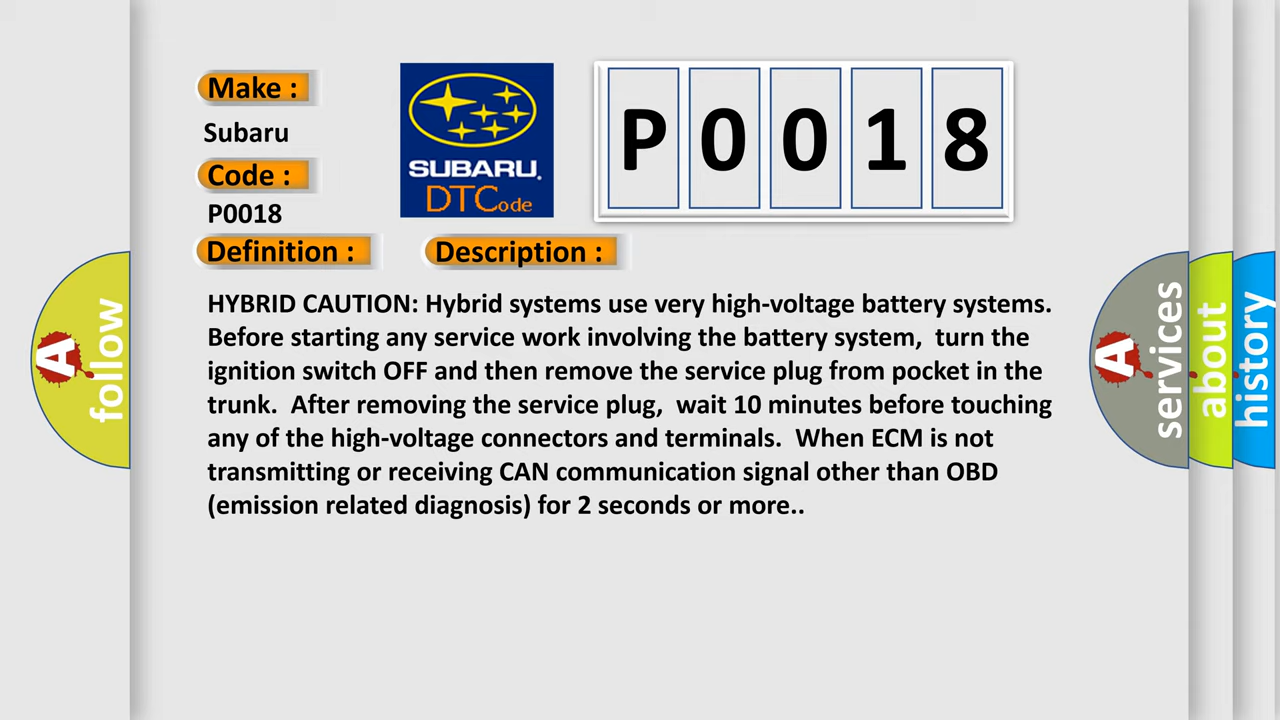 Make :
Subaru
Code :
P0018
Definition :
Description :
SUBARU.
DTCode
P0018
HYBRID CAUTION: Hybrid systems use very high-voltage battery systems.
Before starting any service work involving the battery system,  turn the
ignition switch OFF and then remove the service plug from pocket in the
trunk.  After removing the service plug,  wait 10 minutes before touching
any of the high-voltage connectors and terminals.  When ECM is not
transmitting or receiving CAN communication signal other than OBD
(emission related diagnosis) for 2 seconds or more..
A
follow
A
services
about
history